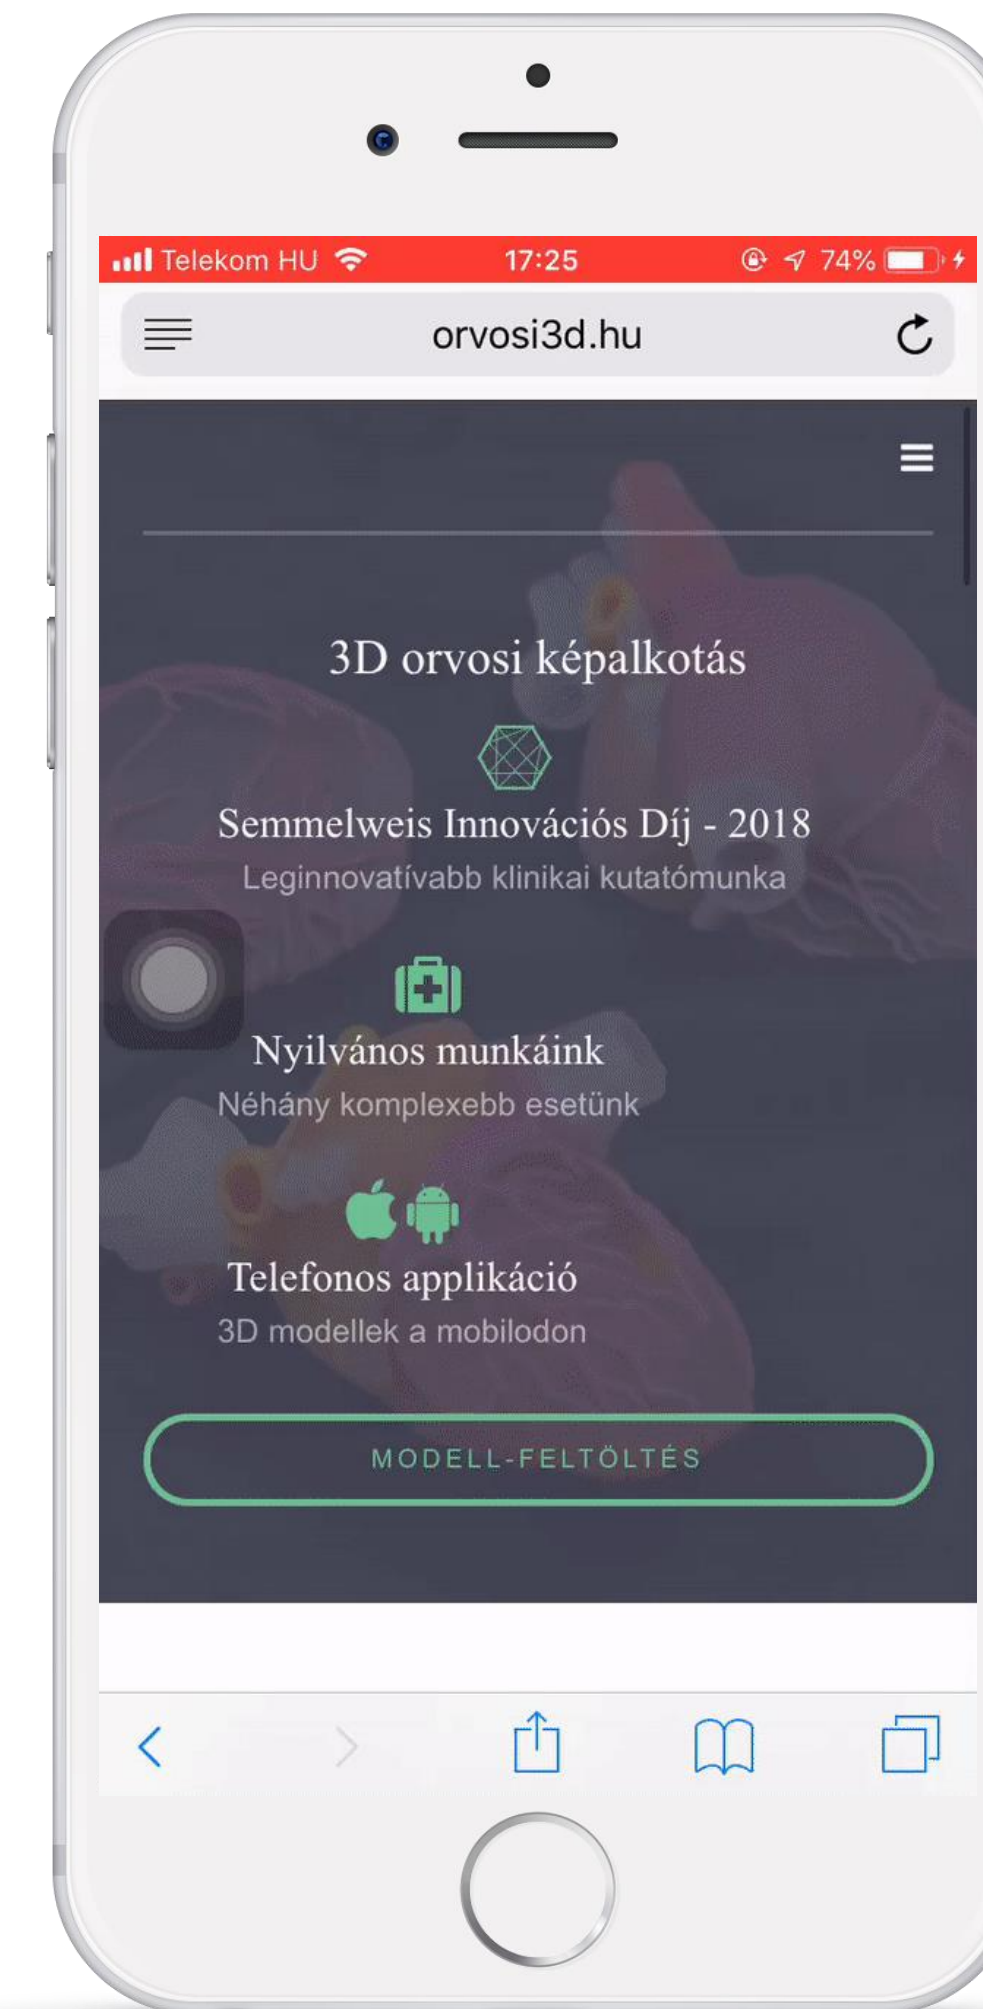 Telekom HU 17:25 74%
orvosi3d.hu
3D orvosi képalkotás
Semmelweis Innovációs Díj - 2018
Leginnovatívabb klinikai kutatómunka
Nyilvános munkáink
Néhány komplexebb esetünk
Telefonos applikáció
3D modellek a mobilodon
MODELL-FELTÖLTÉS